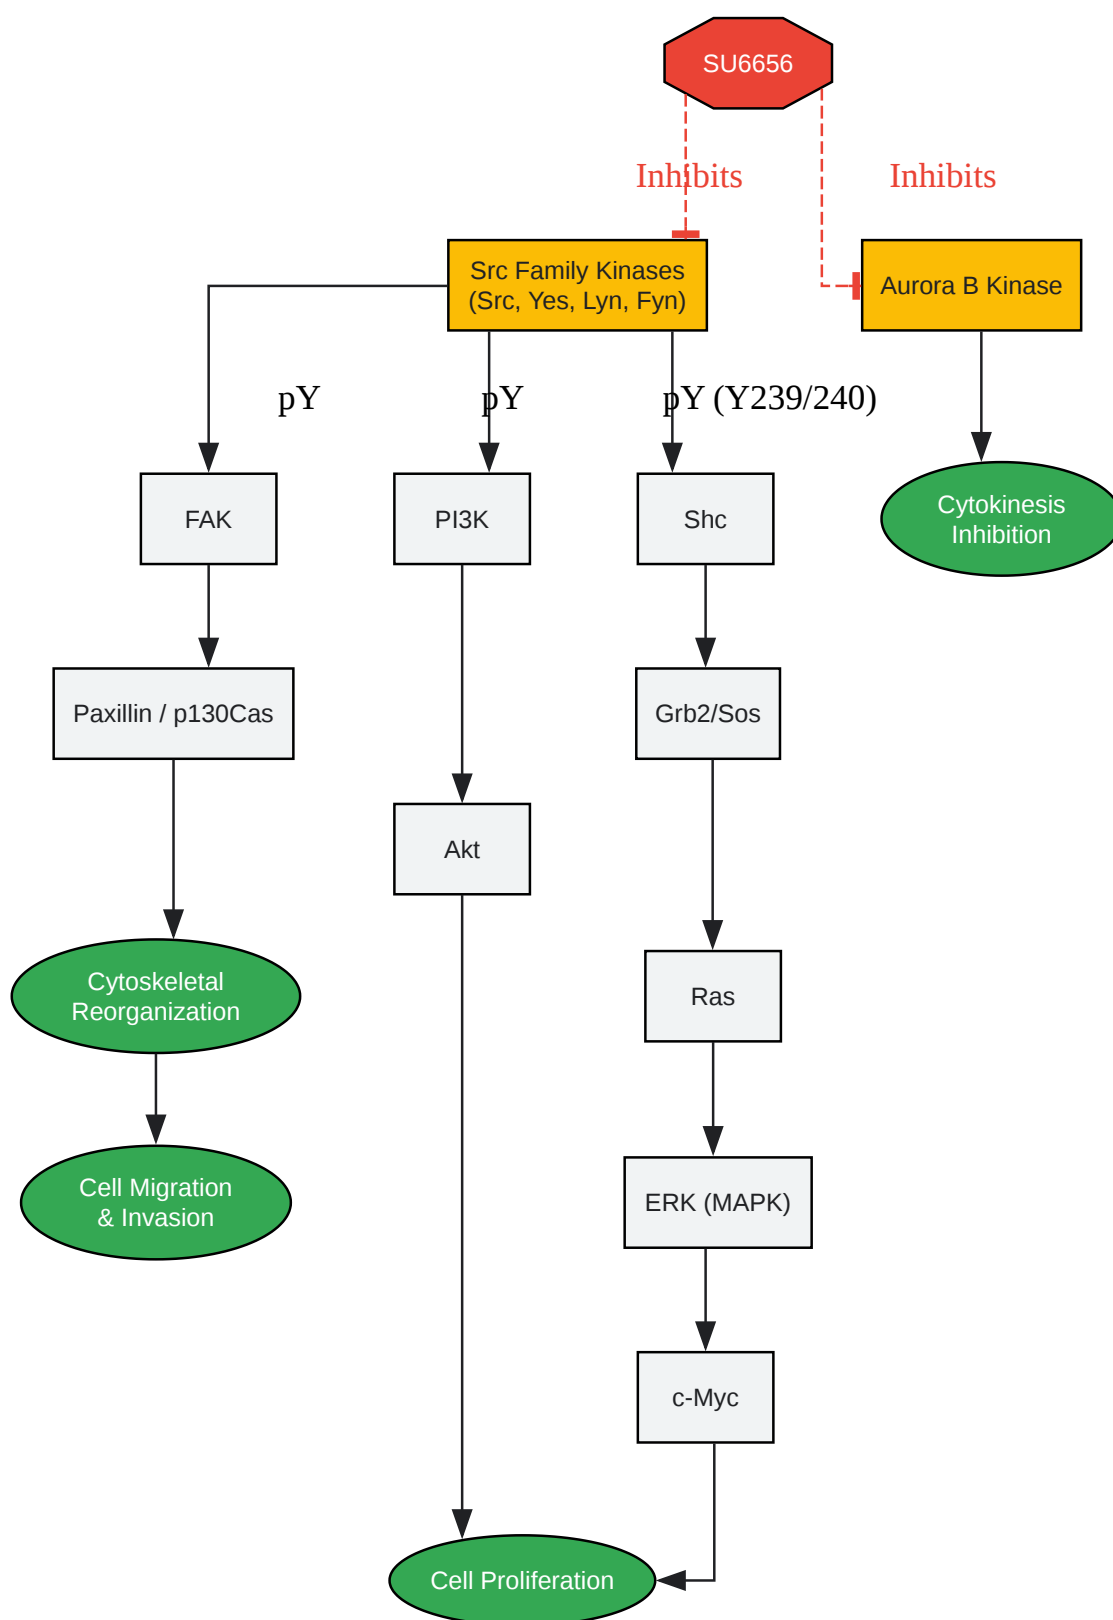 SU6656
Inhibits
Inhibits
Src Family Kinases
(Src, Yes, Lyn, Fyn)
Aurora B Kinase
pY
pY
pY (Y239/240)
FAK
PI3K
Shc
Cytokinesis
Inhibition
Paxillin / p130Cas
Grb2/Sos
Akt
Cytoskeletal
Reorganization
Ras
Cell Migration
& Invasion
ERK (MAPK)
c-Myc
Cell Proliferation